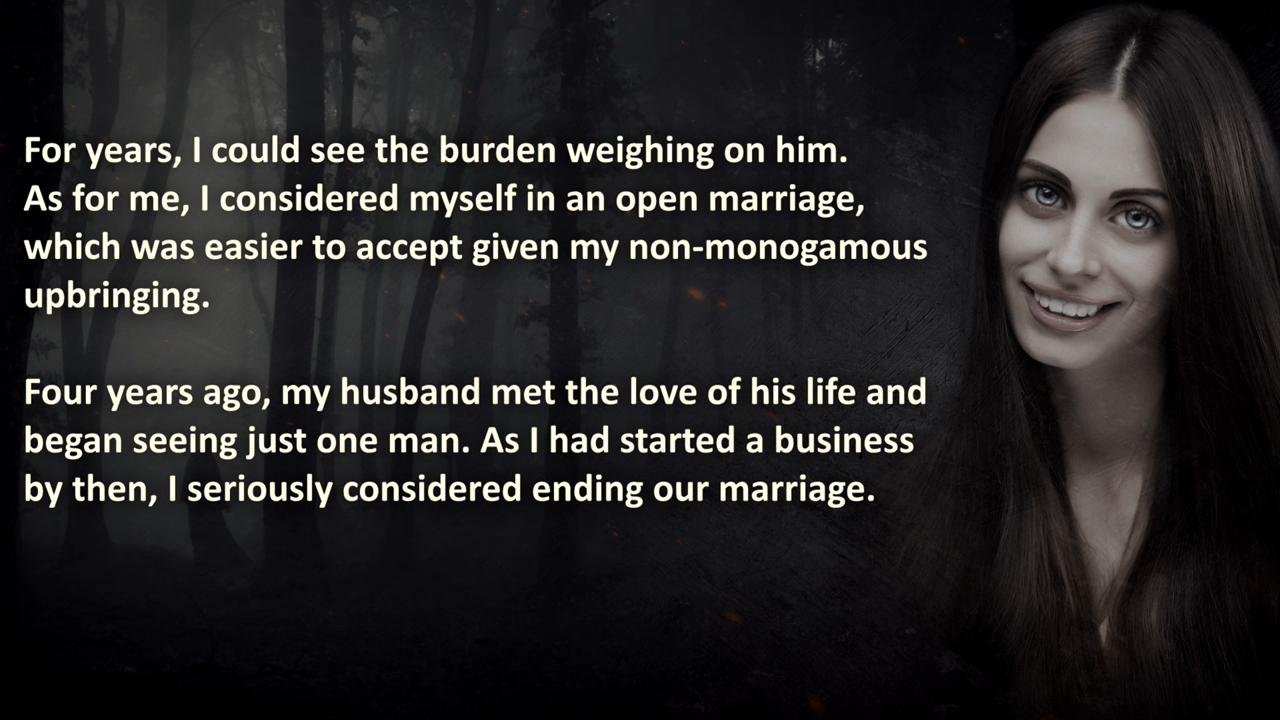 For years, I could see the burden weighing on him.
As for me, I considered myself in an open marriage,
which was easier to accept given my non-monogamous
upbringing.
Four years ago, my husband met the love of his life and
began seeing just one man. As I had started a business
by then, I seriously considered ending our marriage.